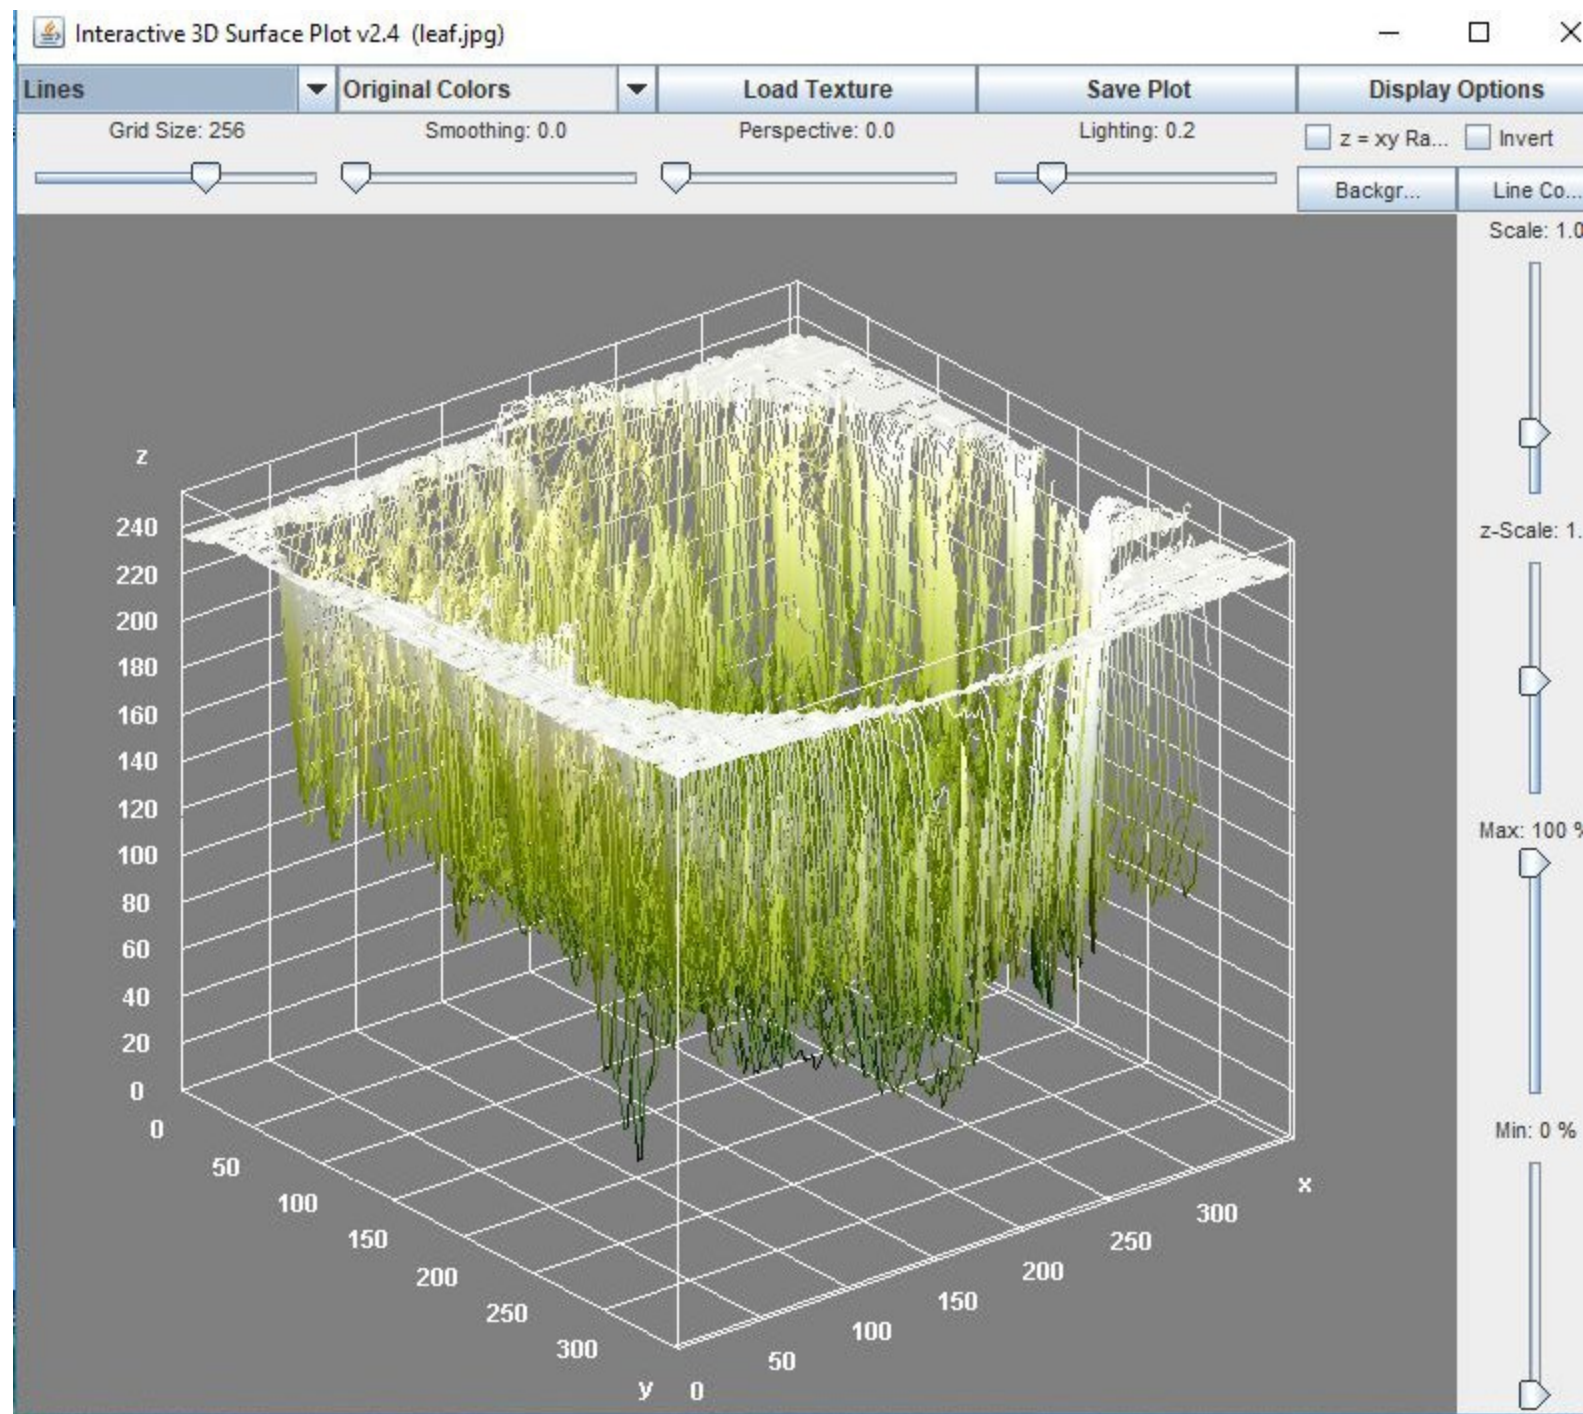 Interactive 3D Surface Plot v2.4 (leaf.jpg)
Lines Original Colors Load Texture Save Plot Display Options
Grid Size: 256 Smoothing: 0.0 Perspective: 0.0 Lighting: 0.2 z = xy Ra... Invert
Backgr... Line Co...
Scale: 1.0
z
240
z-Scale: 1.
220
200
180
160
140
120
Max: 100 %
100
80
60
40
20
0
0
Min: 0 %
50
100
x
150
300
200
250
250
200
300
150
100
50
y 0